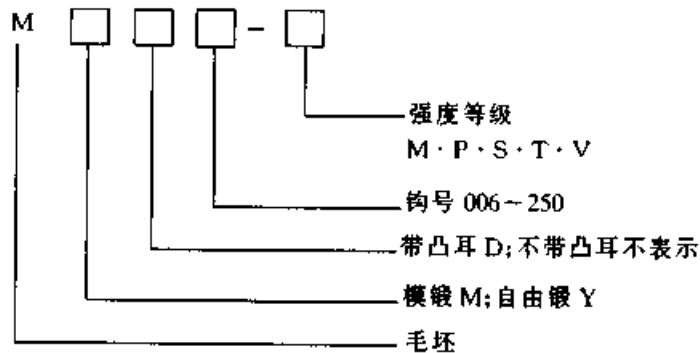 M □ □ □ - □
强度等级
M·P·S·T·V
钩号 006~250
带凸耳 D;不带凸耳不表示
模锻 M;自由锻 Y
毛坯